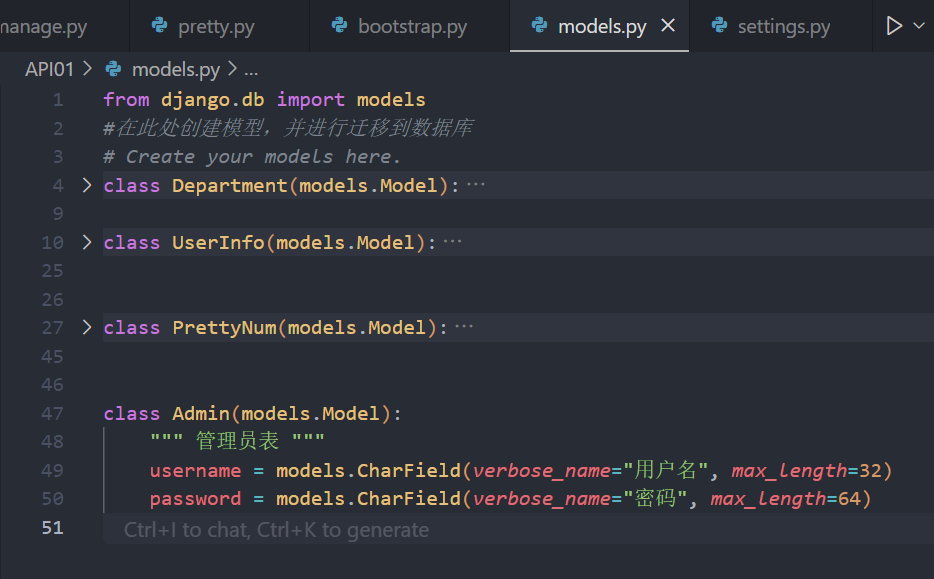 manage.py pretty.py bootstrap.py models.py settings.py
API01 > models.py > ...
1 from django.db import models
2 #在此处创建模型，并进行迁移到数据库
3 # Create your models here.
4 class Department(models.Model):···
9
10 class UserInfo(models.Model):···
25
26
27 class PrettyNum(models.Model):···
45
46
47 class Admin(models.Model):
48 """ 管理员表 """
49 username = models.CharField(verbose_name="用户名", max_length=32)
50 password = models.CharField(verbose_name="密码", max_length=64)
51 Ctrl+I to chat, Ctrl+K to generate